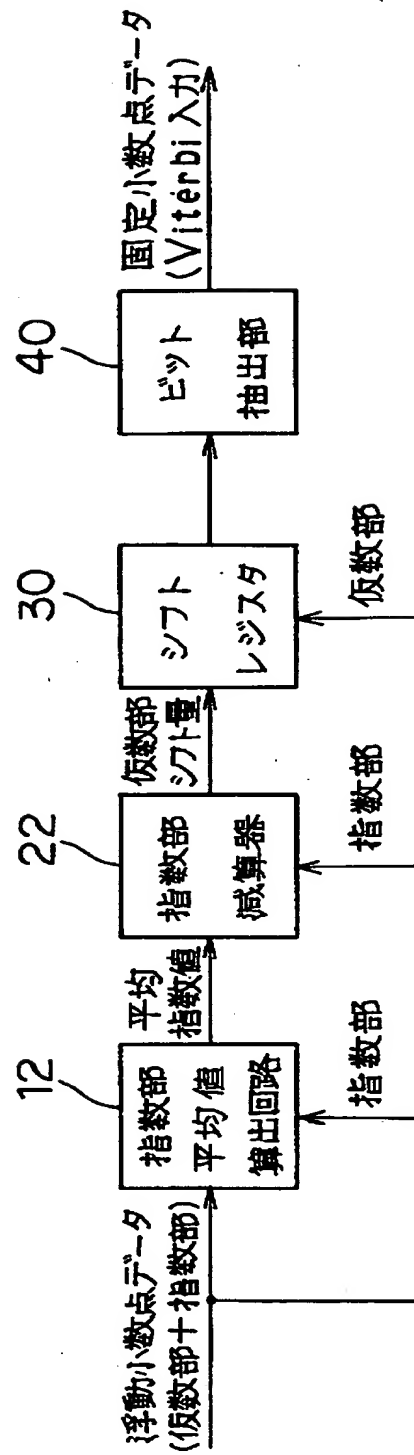 浮動小数点データ
(仮数部+指数部)
12
指数部
平均値
算出回路
指数部
平均
指数値
22
指数部
減算器
指数部
仮数部
シフト量
30
シフト
レジスタ
仮数部
40
ビット
抽出部
固定小数点データ
(Viterbi入力)